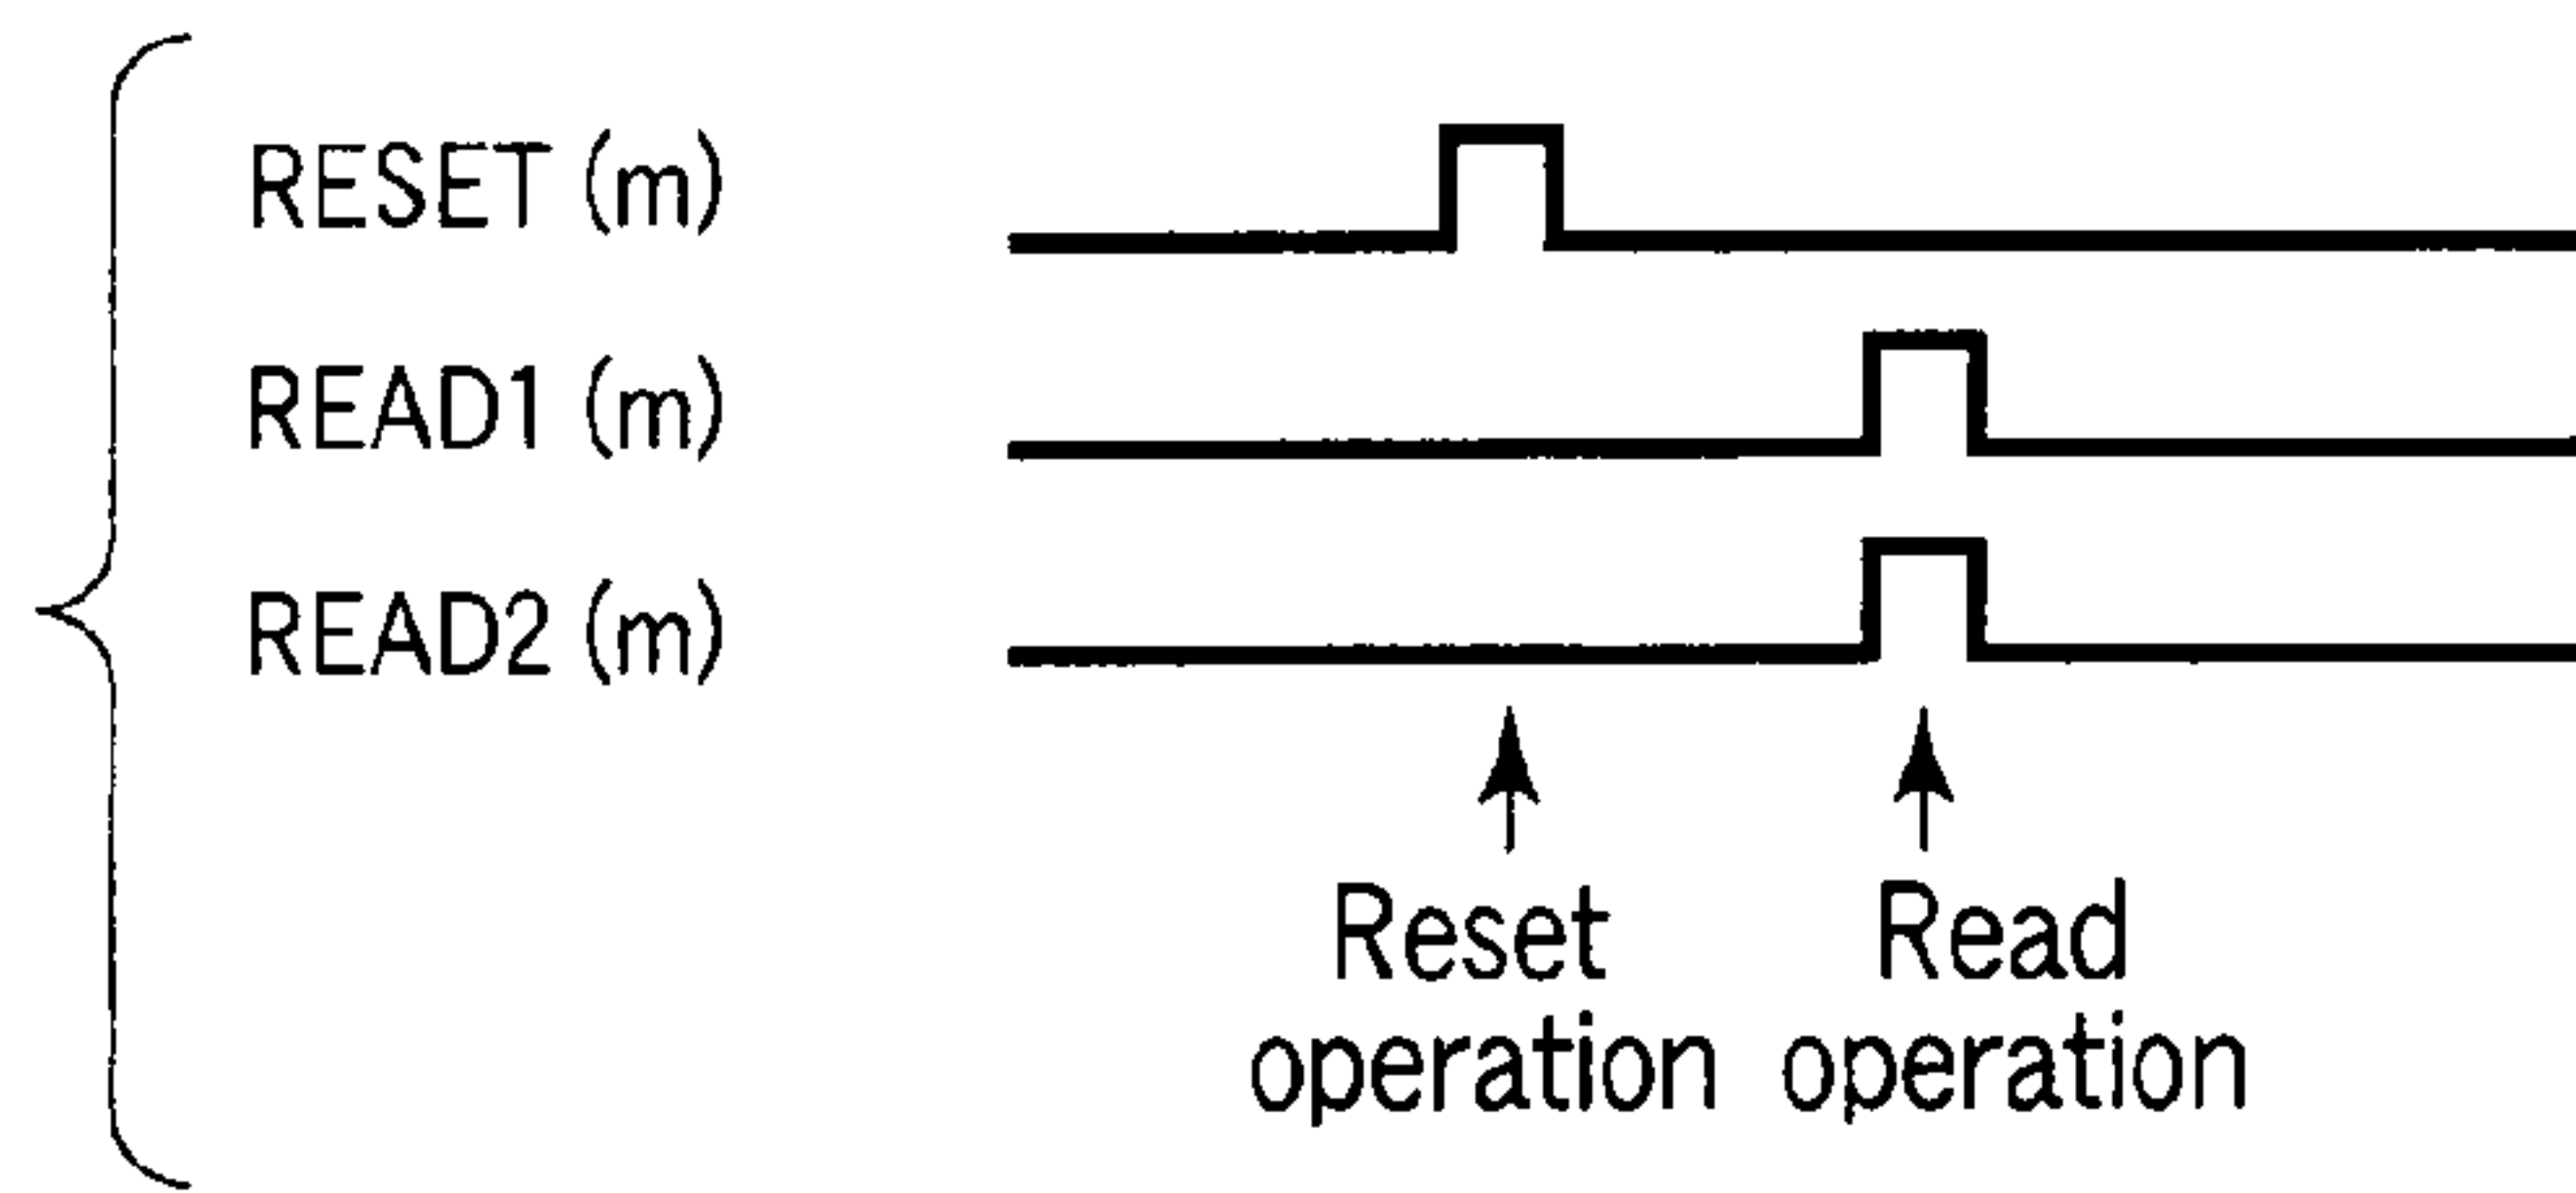 RESET (m)
READ1 (m)
READ2 (m)
Reset operation
Read operation